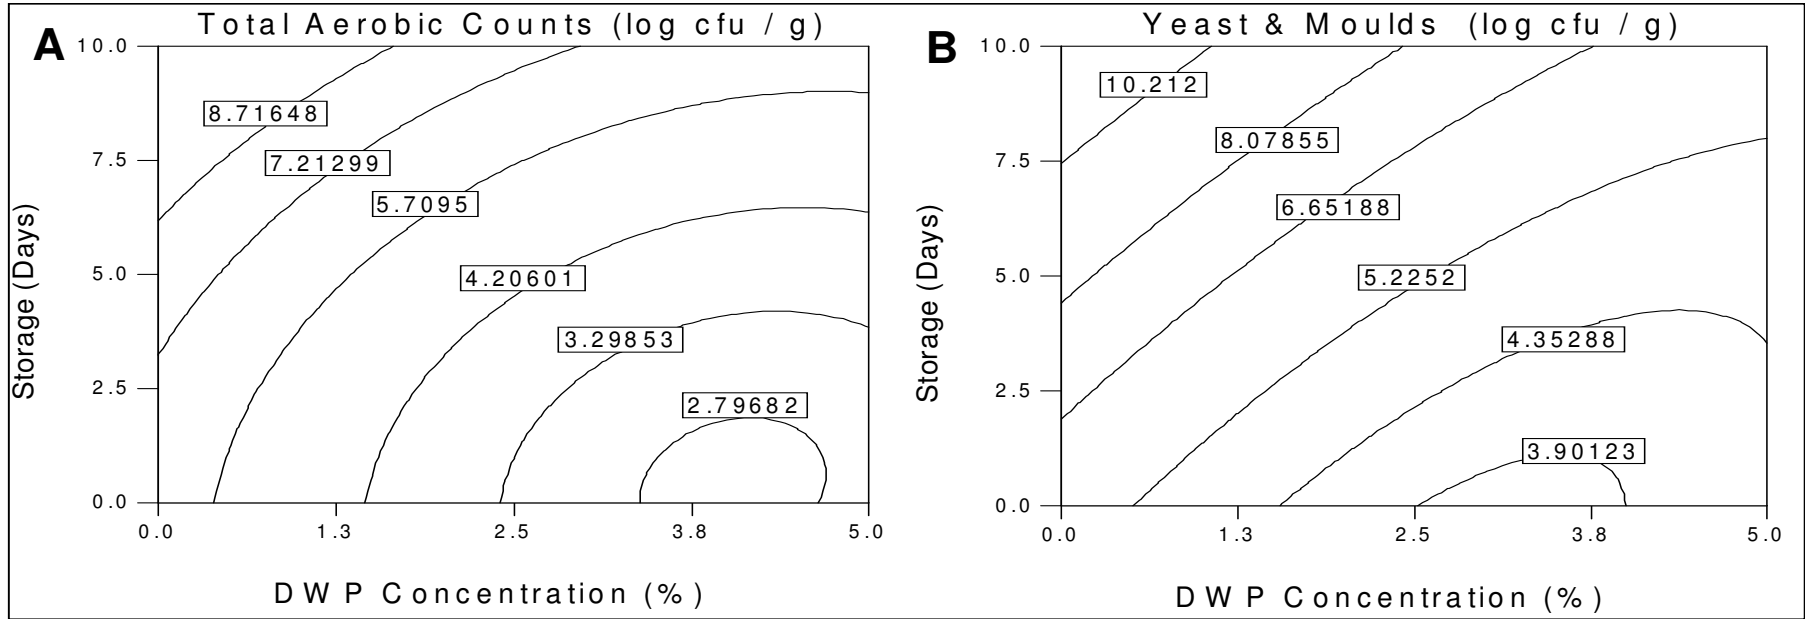 A
Total Aerobic Counts (log cfu / g)
10.0
7.5
5.0
2.5
0.0
Storage (Days)
8.71648
7.21299
5.7095
4.20601
3.29853
2.79682
0.0 1.3 2.5 3.8 5.0
DWP Concentration (%)
B
Yeast & Moulds (log cfu / g)
10.0
7.5
5.0
2.5
0.0
Storage (Days)
10.212
8.07855
6.65188
5.2252
4.35288
3.90123
0.0 1.3 2.5 3.8 5.0
DWP Concentration (%)